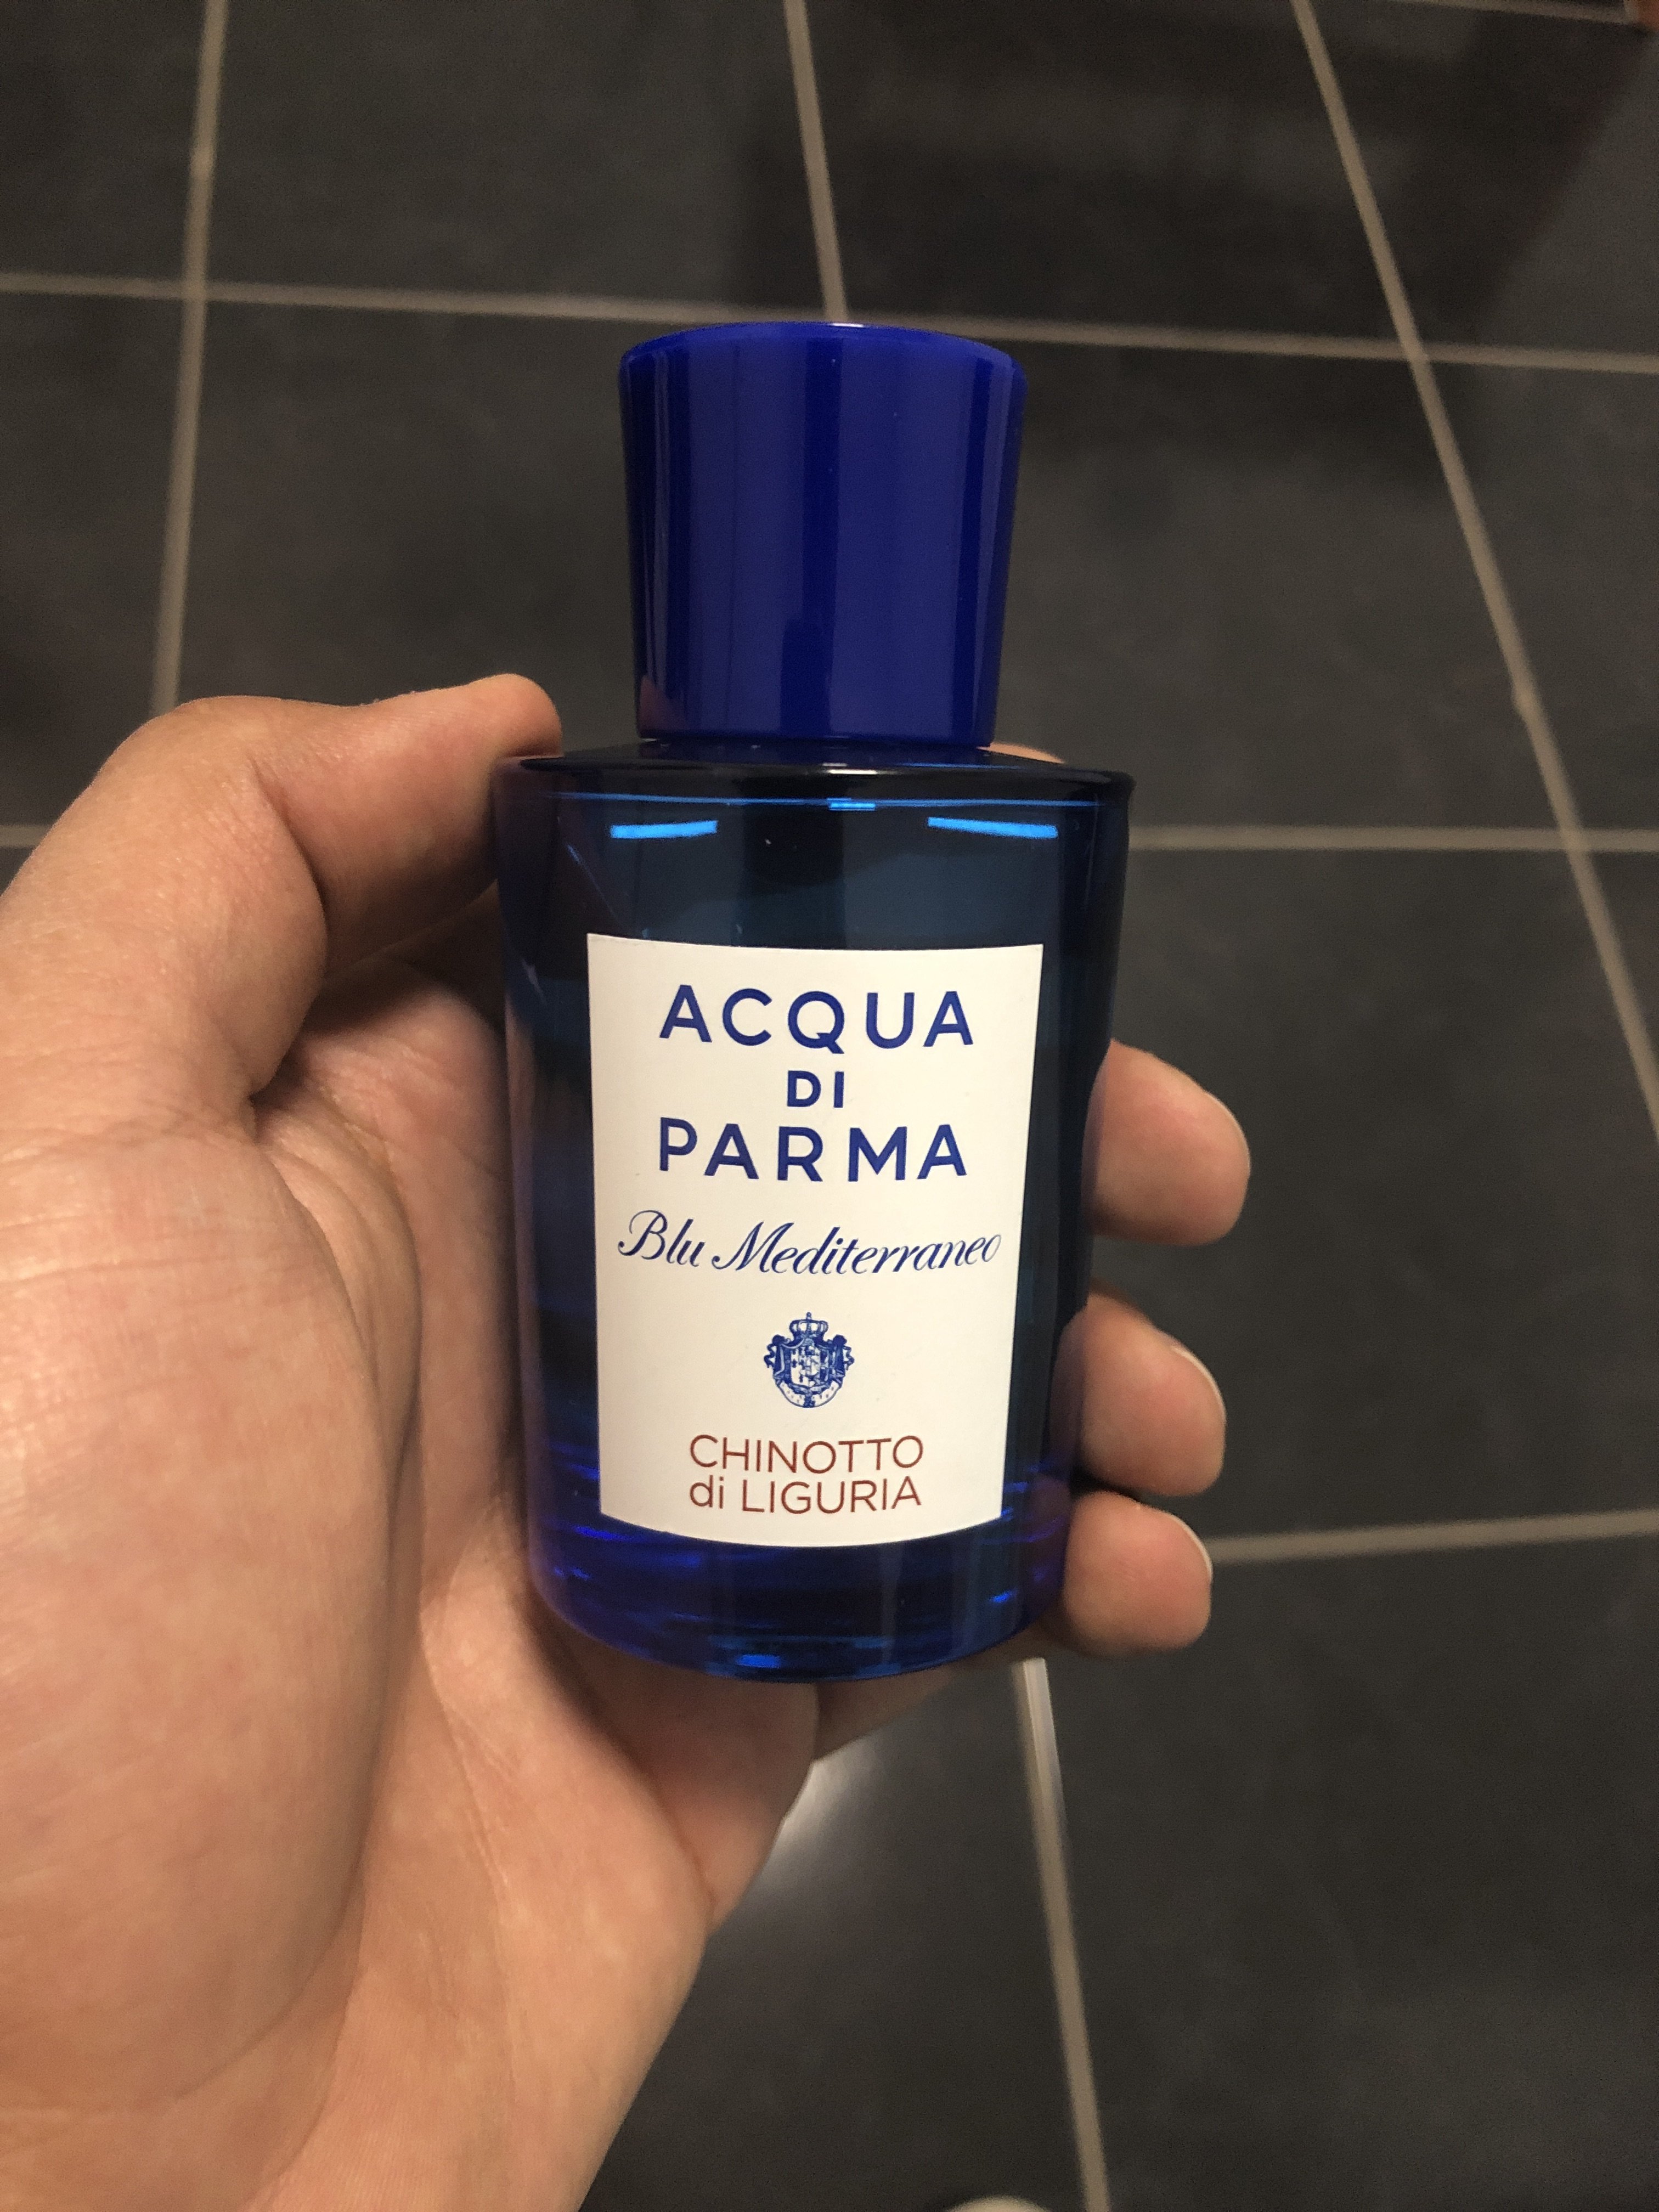 ACQUA
DI
PARMA
Blu Mediterraneo
CHINOTTO
di LIGURIA